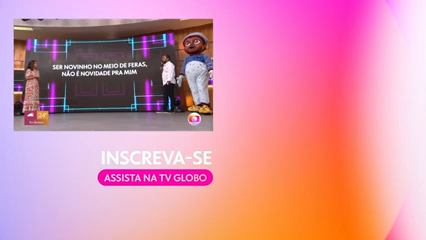 SER NOVINHO NO MEIO DE FERAS,
NÃO É NOVIDADE PRA MIM
INSCREVA-SE
ASSISTA NA TV GLOBO